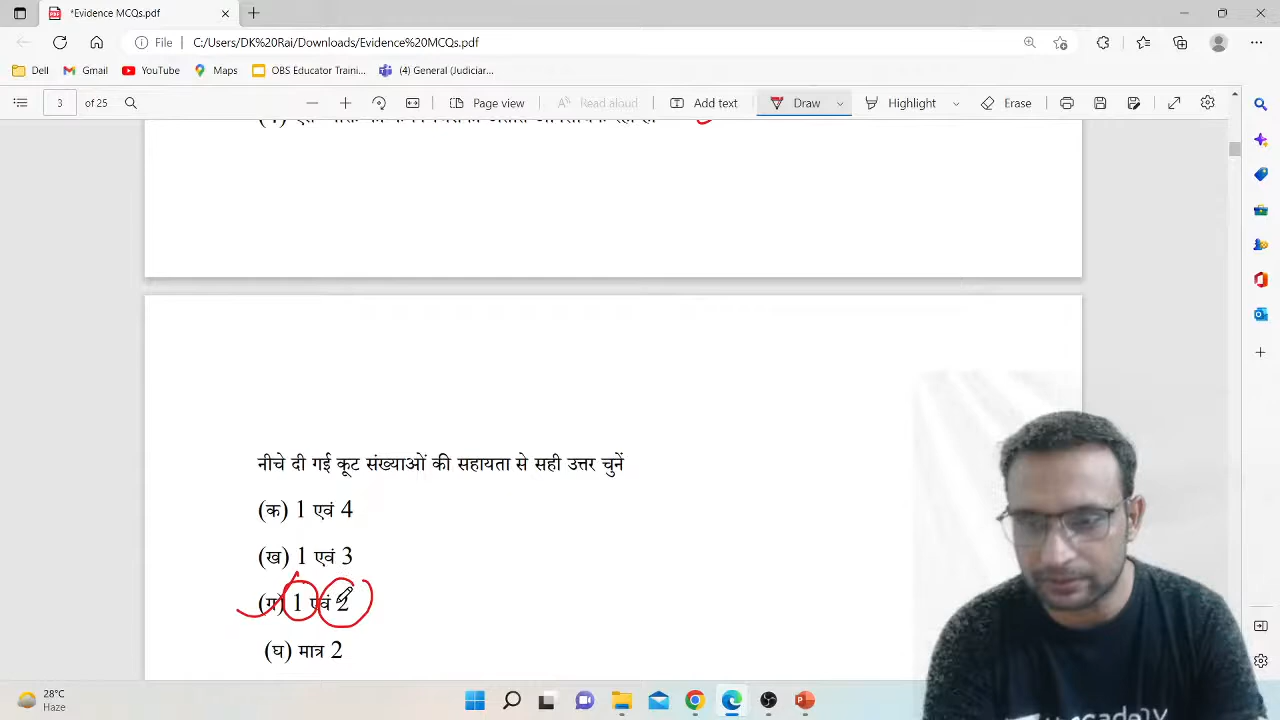 *Evidence MCQs.pdf
File C:/Users/DK%20Rai/Downloads/Evidence%20MCQs.pdf
Dell Gmail YouTube Maps OBS Educator Traini... (4) General (Judiciar...
3 of 25 Page view Read aloud Add text Draw Highlight Erase
नीचे दी गई कूट संख्याओं की सहायता से सही उत्तर चुनें
(क) 1 एवं 4
(ख) 1 एवं 3
(ग) 1 एवं 2
(घ) मात्र 2
28°C
Haze